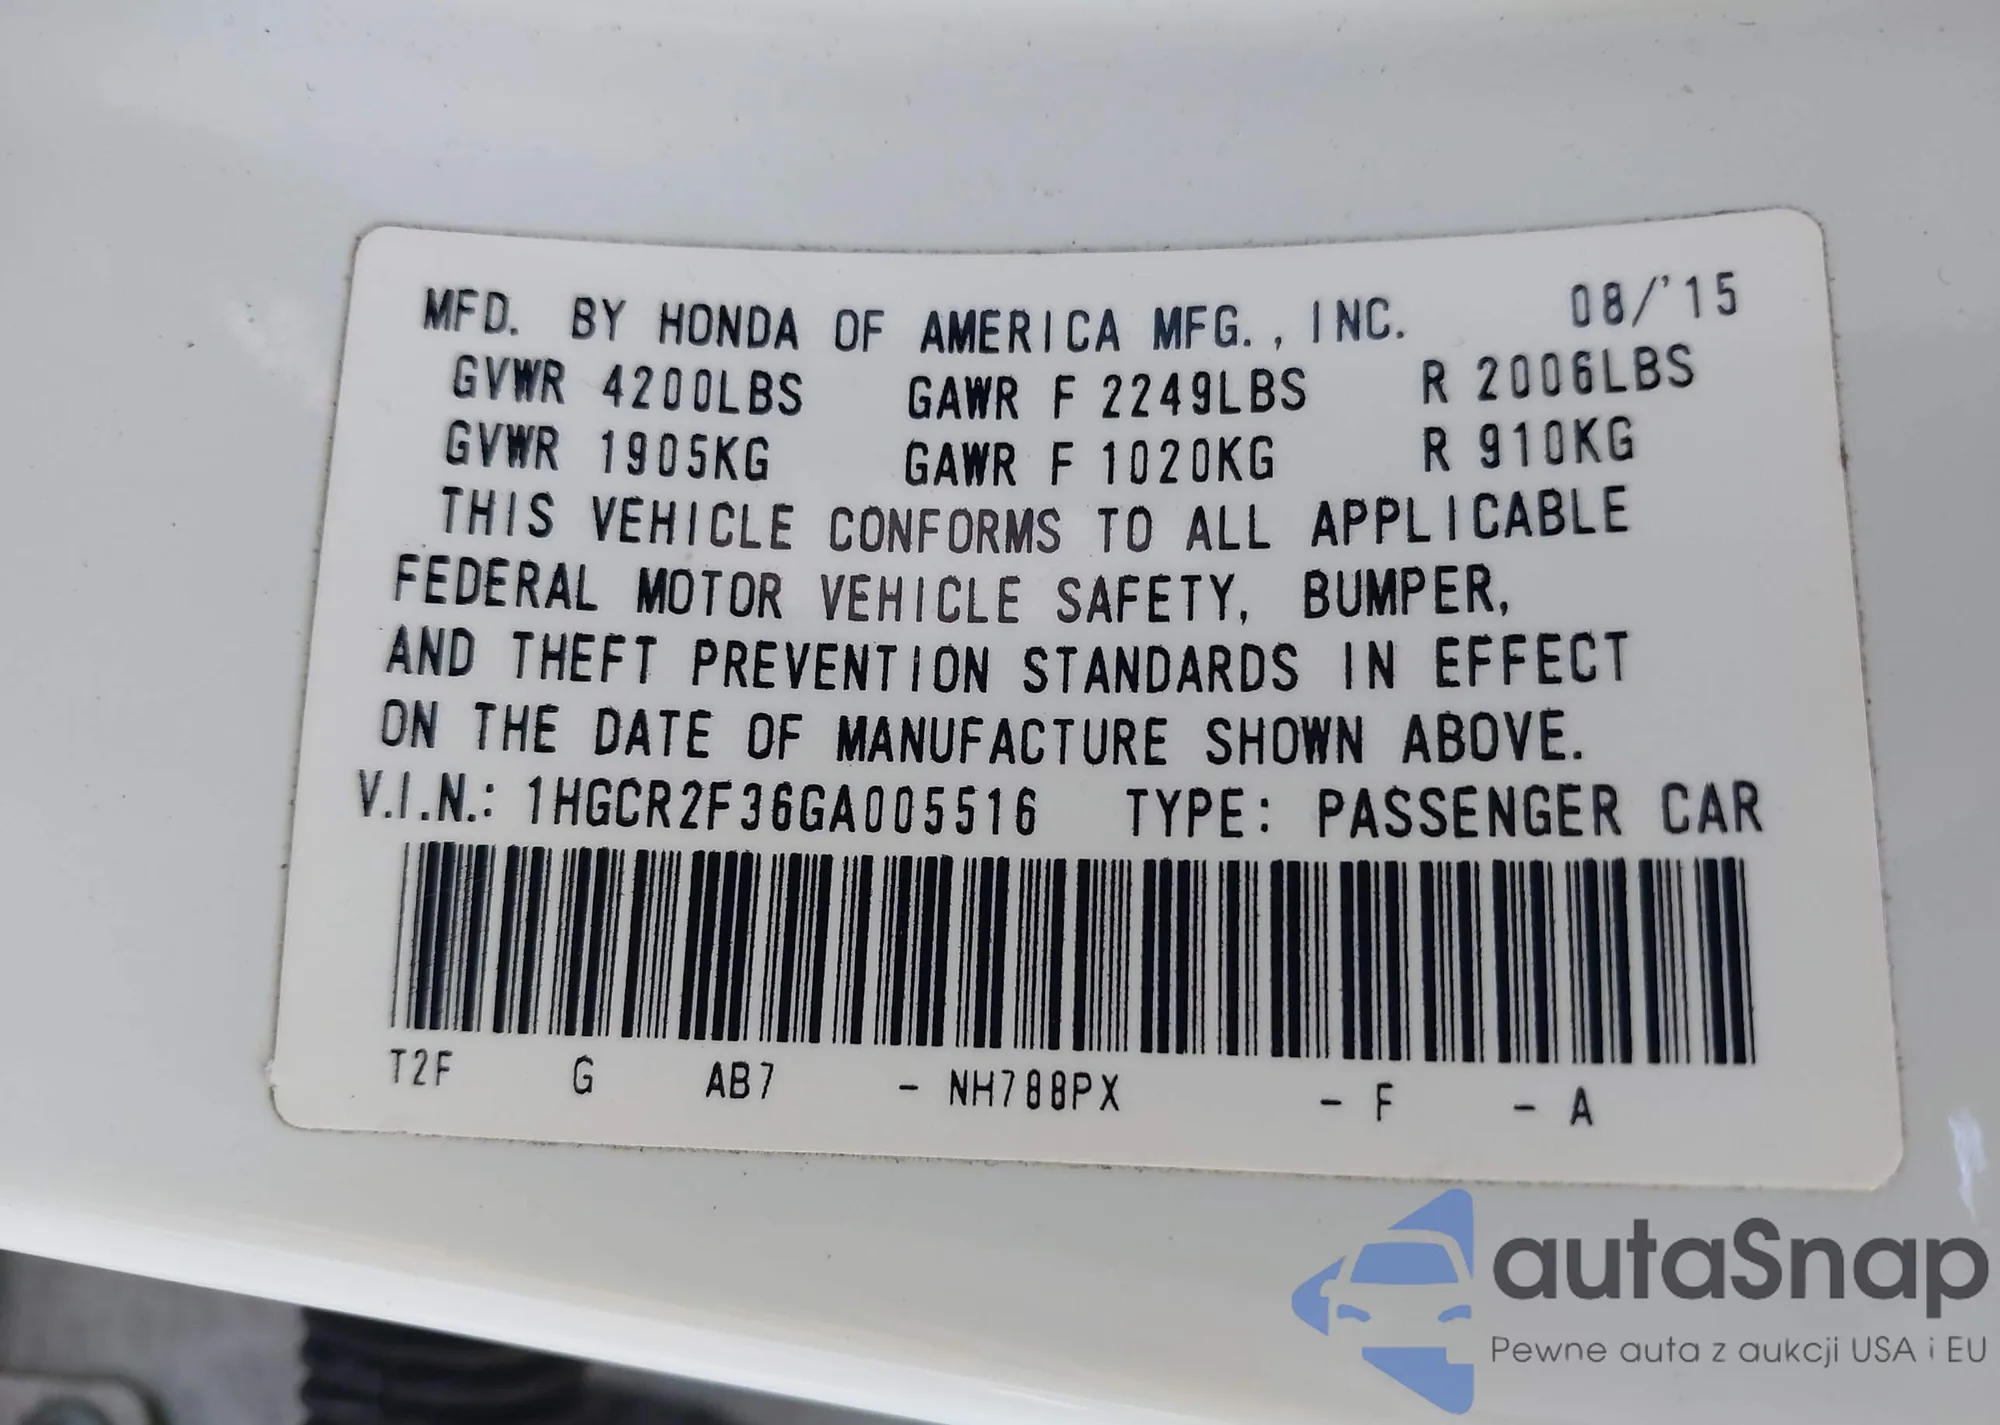 MFD. BY HONDA OF AMERICA MFG., INC. 08/'15
GVWR 4200LBS GAWR F 2249LBS R 2006LBS
GVWR 1905KG GAWR F 1020KG R 910KG
THIS VEHICLE CONFORMS TO ALL APPLICABLE
FEDERAL MOTOR VEHICLE SAFETY, BUMPER,
AND THEFT PREVENTION STANDARDS IN EFFECT
ON THE DATE OF MANUFACTURE SHOWN ABOVE.
V.I.N.: 1HGCR2F36GA005516 TYPE: PASSENGER CAR
T2F G AB7 - NH788PX - F - A
autaSnap
Pewne auta z aukcji USA i EU